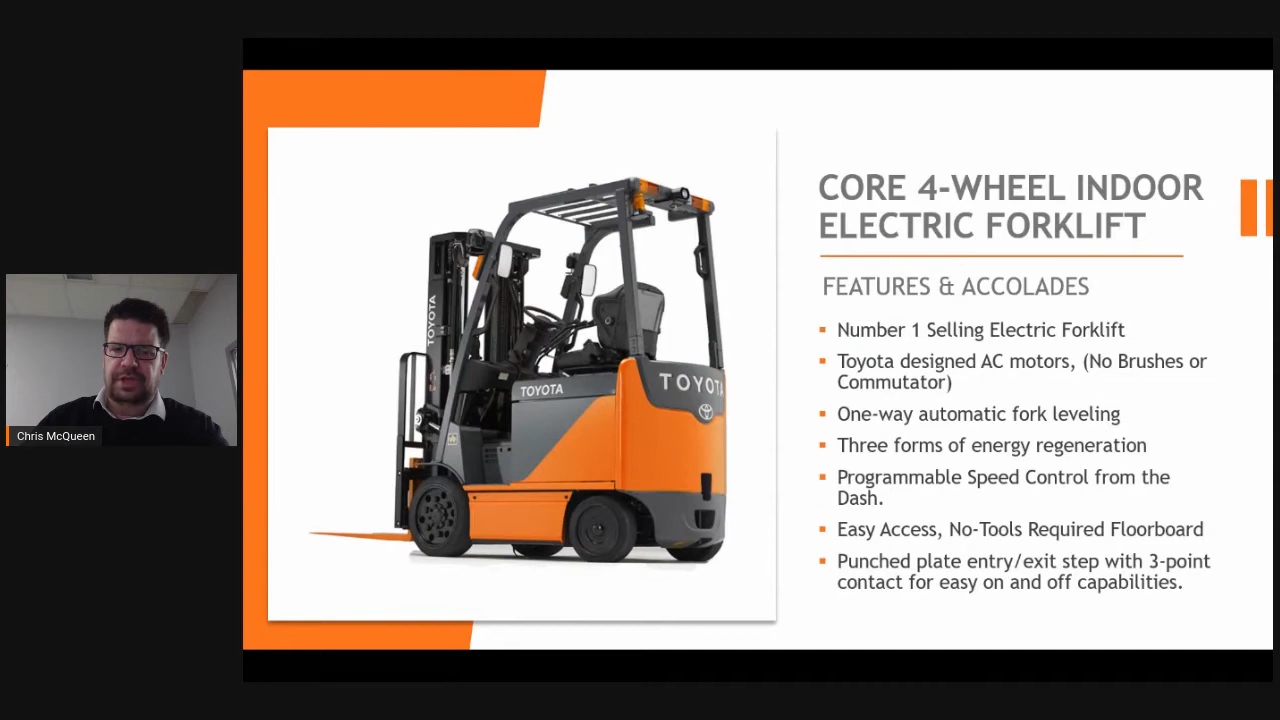 CORE 4-WHEEL INDOOR
ELECTRIC FORKLIFT
FEATURES & ACCOLADES
Number 1 Selling Electric Forklift
Toyota designed AC motors, (No Brushes or
Commutator)
One-way automatic fork leveling
Three forms of energy regeneration
Programmable Speed Control from the
Dash.
Easy Access, No-Tools Required Floorboard
Punched plate entry/exit step with 3-point
contact for easy on and off capabilities.
TOYOTA
TOYOTA
TOYOTA
Chris McQueen